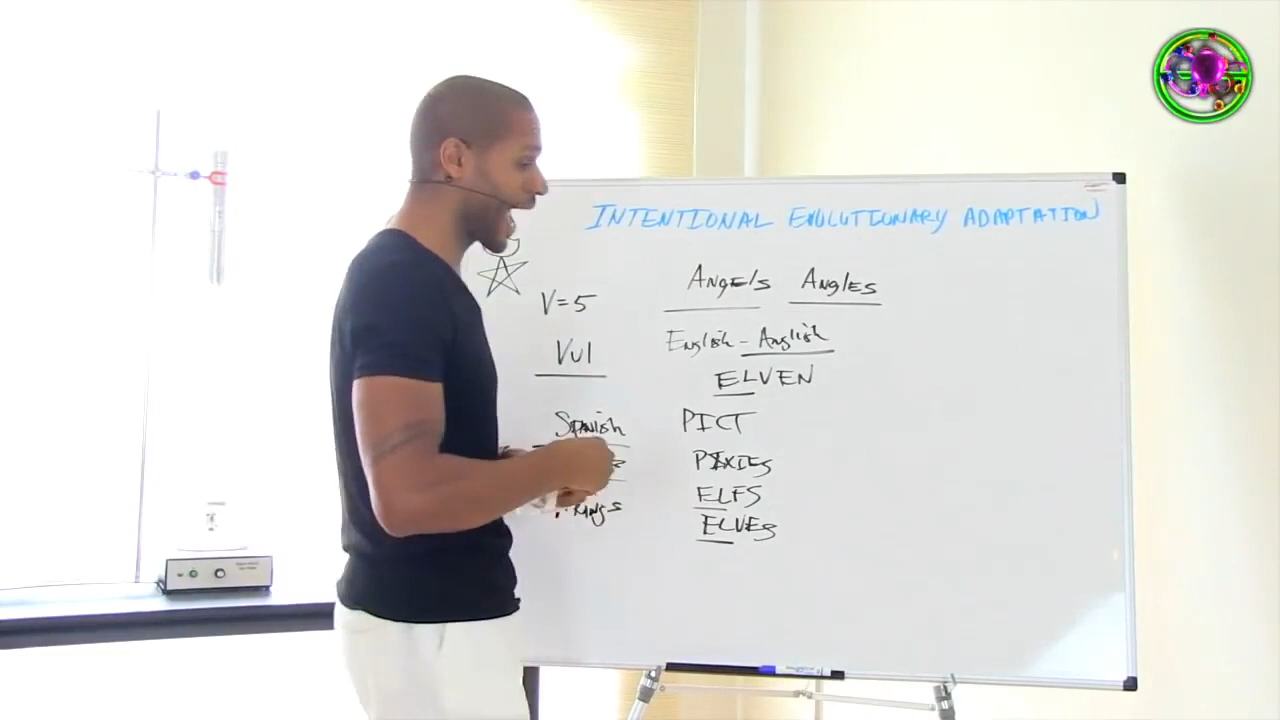 INTENTIONAL EVOLUTIONARY ADAPTATION
ANGELS ANGLES
V=5
English - Anglish
Vul
ELVEN
Spanish PICT
PIXIES
ELFS
kings
ELVES